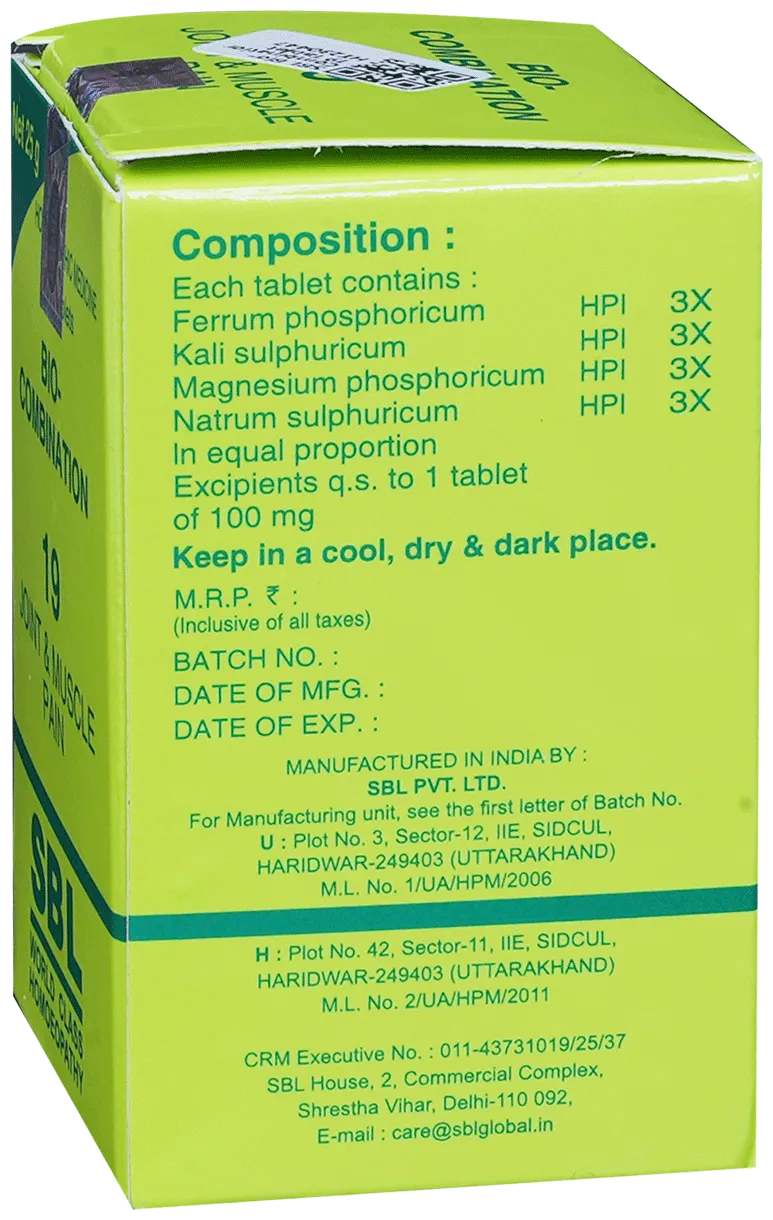 BIO-
COMBINATION
JOINT & MUSCLE
PAIN
Net 25 g
BIO-
COMBINATION
19
JOINT & MUSCLE
PAIN
SBL
WORLD CLASS
HOMOEOPATHY
Composition :
Each tablet contains :
Ferrum phosphoricum HPI 3X
Kali sulphuricum HPI 3X
Magnesium phosphoricum HPI 3X
Natrum sulphuricum HPI 3X
In equal proportion
Excipients q.s. to 1 tablet
of 100 mg
Keep in a cool, dry & dark place.
M.R.P. ₹ :
(Inclusive of all taxes)
BATCH NO. :
DATE OF MFG. :
DATE OF EXP. :
MANUFACTURED IN INDIA BY :
SBL PVT. LTD.
For Manufacturing unit, see the first letter of Batch No.
U : Plot No. 3, Sector-12, IIE, SIDCUL,
HARIDWAR-249403 (UTTARAKHAND)
M.L. No. 1/UA/HPM/2006
H : Plot No. 42, Sector-11, IIE, SIDCUL,
HARIDWAR-249403 (UTTARAKHAND)
M.L. No. 2/UA/HPM/2011
CRM Executive No. : 011-43731019/25/37
SBL House, 2, Commercial Complex,
Shrestha Vihar, Delhi-110 092,
E-mail : care@sblglobal.in